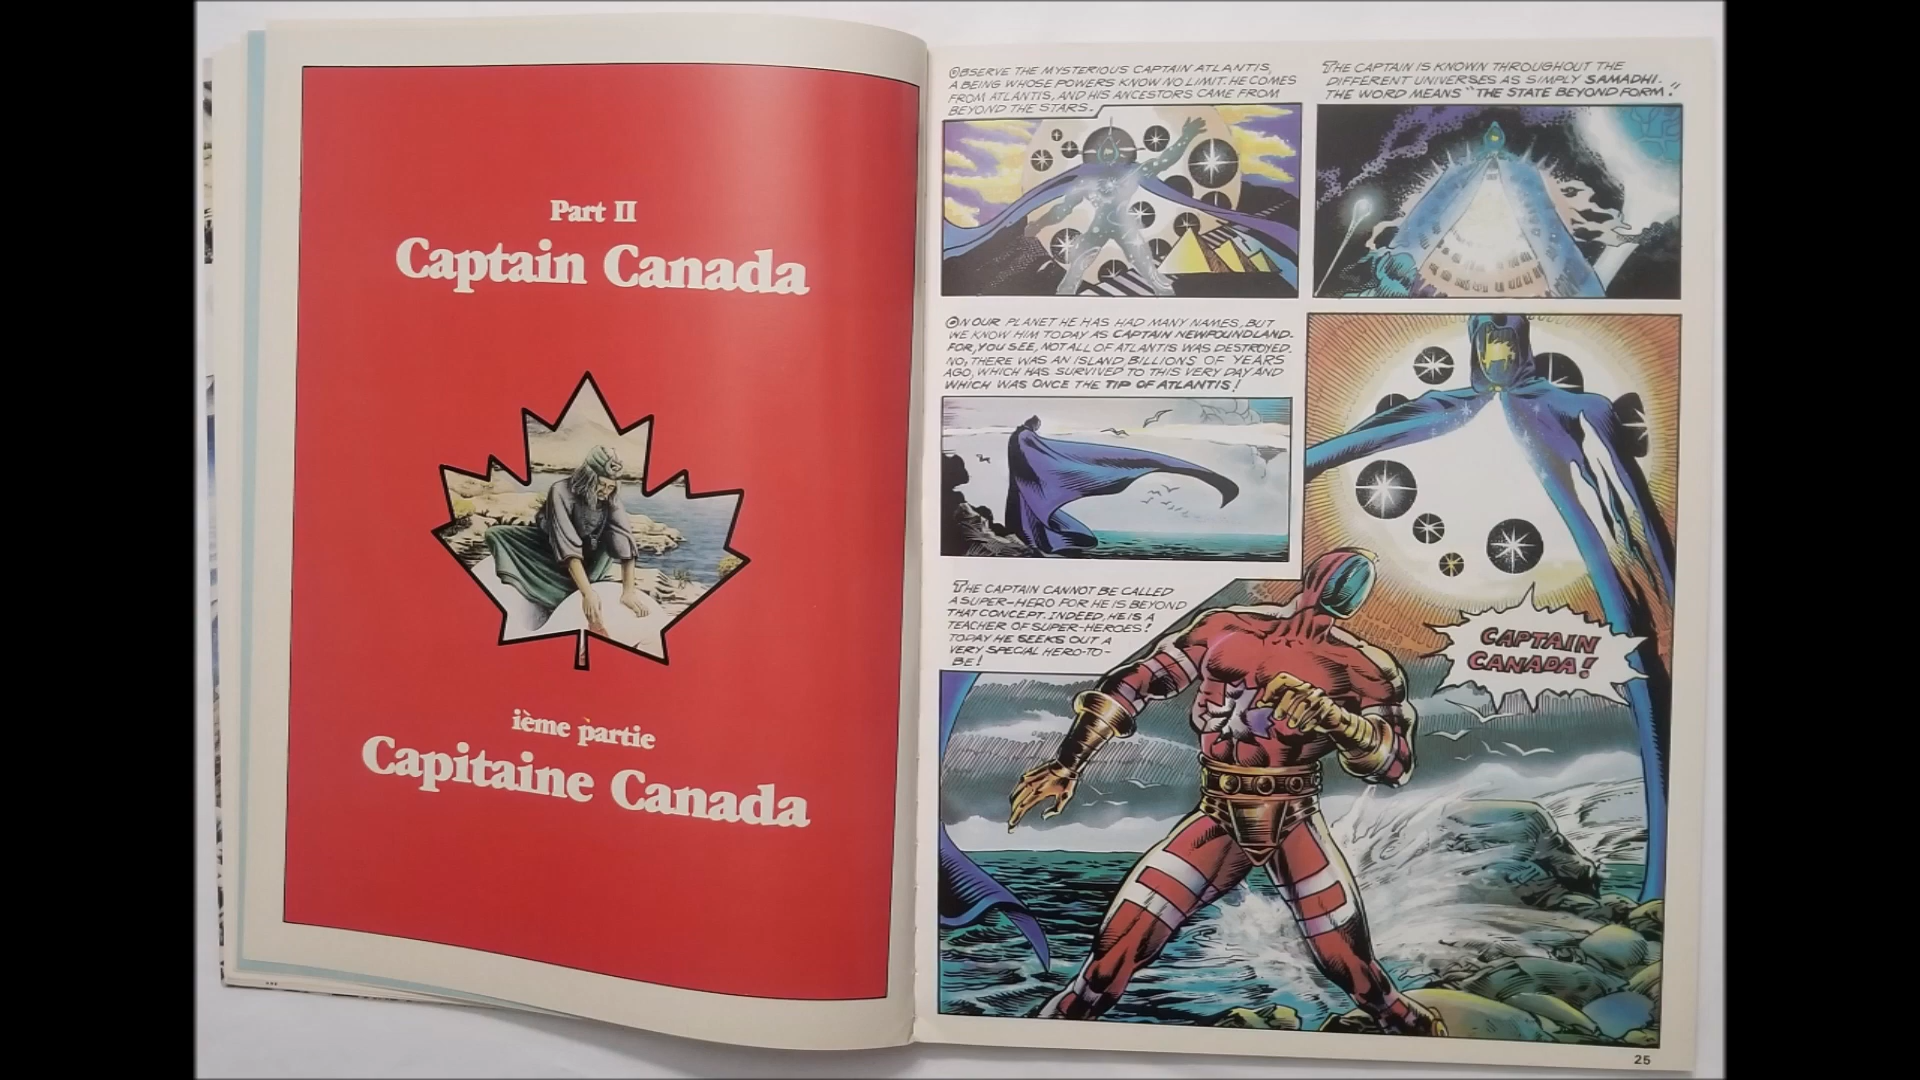 Part II
Captain Canada
ième partie
Capitaine Canada
OBSERVE THE MYSTERIOUS CAPTAIN ATLANTIS,
A BEING WHOSE POWERS KNOW NO LIMIT. HE COMES
FROM ATLANTIS, AND HIS ANCESTORS CAME FROM
BEYOND THE STARS.
THE CAPTAIN IS KNOWN THROUGHOUT THE
DIFFERENT UNIVERSES AS SIMPLY SAMADHI.
THE WORD MEANS "THE STATE BEYOND FORM."
ON OUR PLANET HE HAS HAD MANY NAMES, BUT
WE KNOW HIM TODAY AS CAPTAIN NEWFOUNDLAND.
FOR, YOU SEE, NOT ALL OF ATLANTIS WAS DESTROYED.
NO, THERE WAS AN ISLAND BILLIONS OF YEARS
AGO, WHICH HAS SURVIVED TO THIS VERY DAY AND
WHICH WAS ONCE THE TIP OF ATLANTIS!
THE CAPTAIN CANNOT BE CALLED
A SUPER-HERO FOR HE IS BEYOND
THAT CONCEPT. INDEED, HE IS A
TEACHER OF SUPER-HEROES!
TODAY HE SEEKS OUT A
VERY SPECIAL HERO-TO-
BE!
CAPTAIN
CANADA!
25